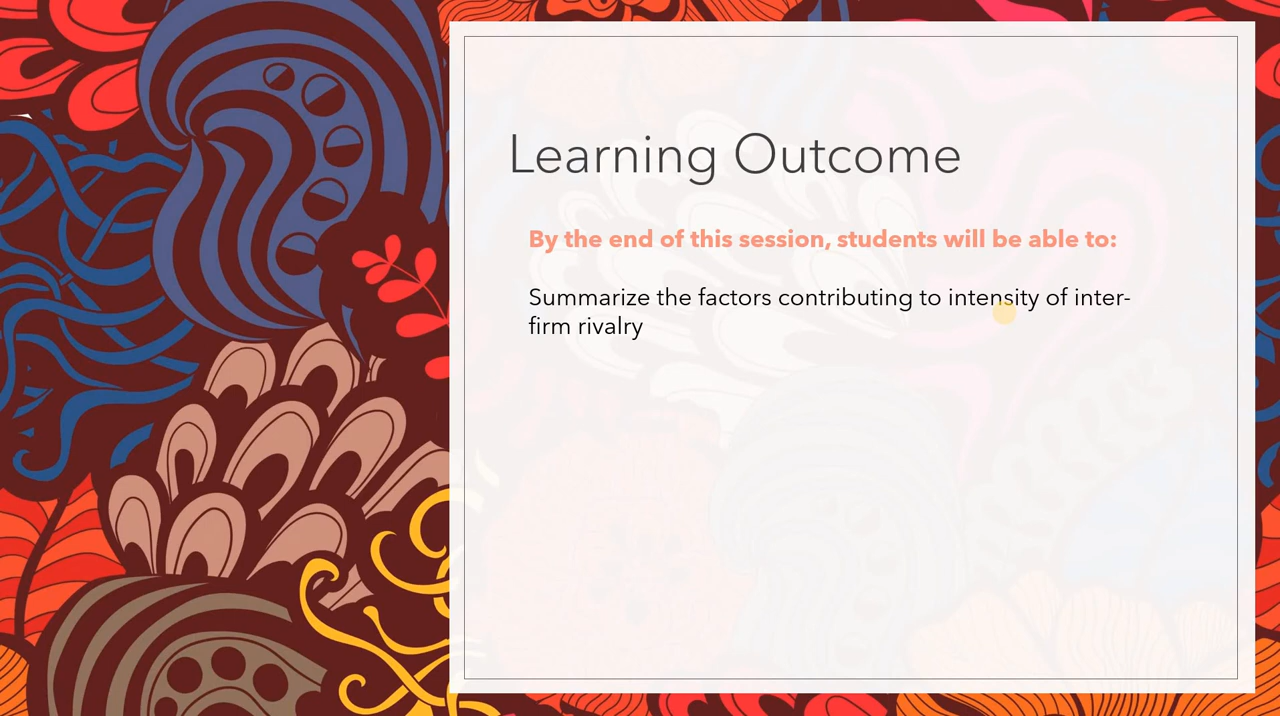 Learning Outcome
By the end of this session, students will be able to:
Summarize the factors contributing to intensity of inter-
firm rivalry